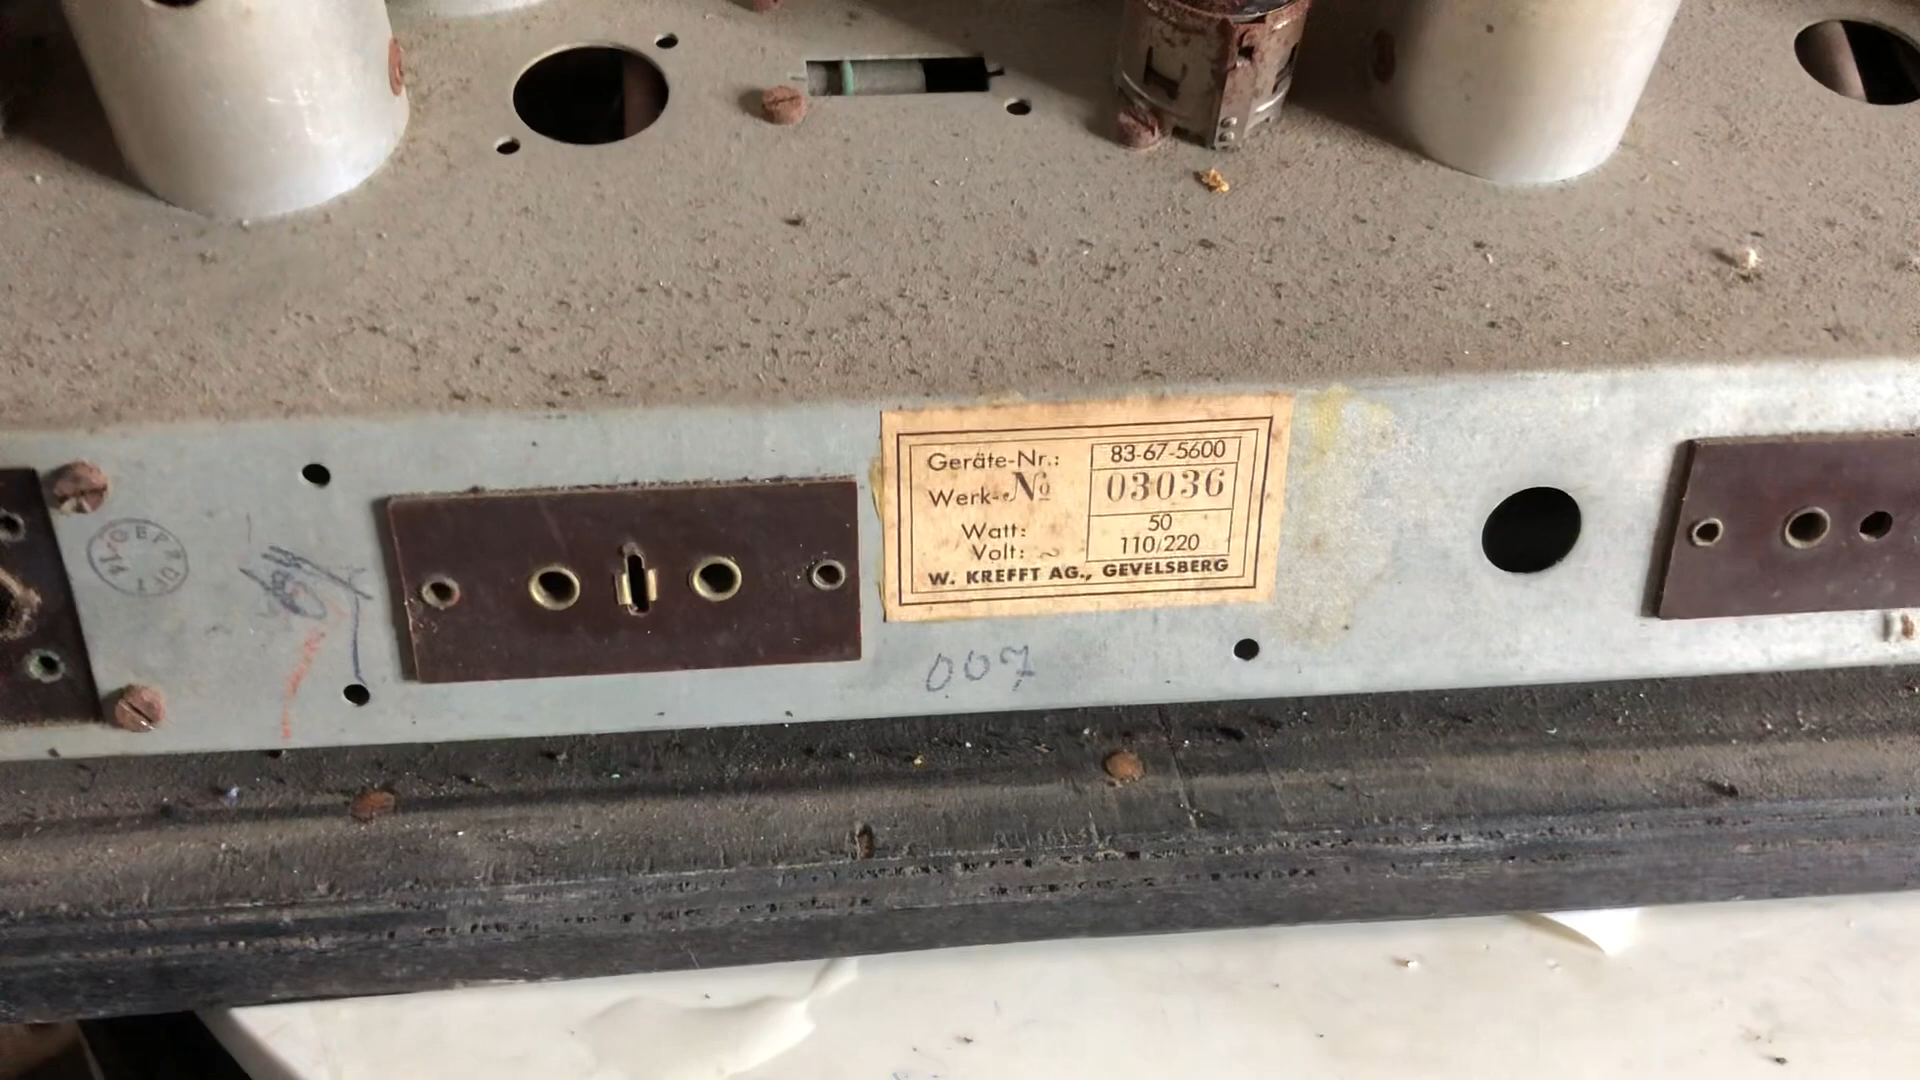 Geräte-Nr.: 83-67-5600
Werk-No 03036
Watt: 50
Volt: ~ 110/220
W. KREFFT AG., GEVELSBERG
007